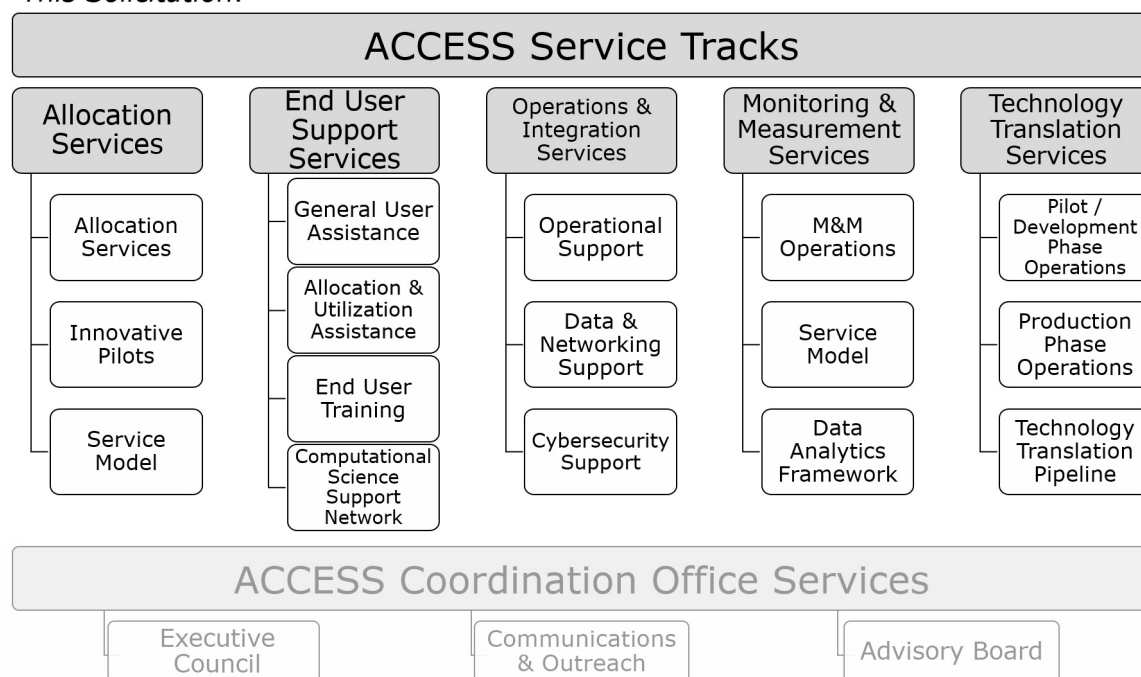 This Solicitation:
ACCESS Service Tracks
Allocation
Services
Allocation
Services
Innovative
Pilots
Service
Model
End User
Support
Services
General User
Assistance
Allocation &
Utilization
Assistance
End User
Training
Computational
Science
Support
Network
Operations &
Integration
Services
Operational
Support
Data &
Networking
Support
Cybersecurity
Support
Monitoring &
Measurement
Services
M&M
Operations
Service
Model
Data
Analytics
Framework
Technology
Translation
Services
Pilot /
Development
Phase
Operations
Production
Phase
Operations
Technology
Translation
Pipeline
ACCESS Coordination Office Services
Executive
Council
Communications
& Outreach
Advisory Board